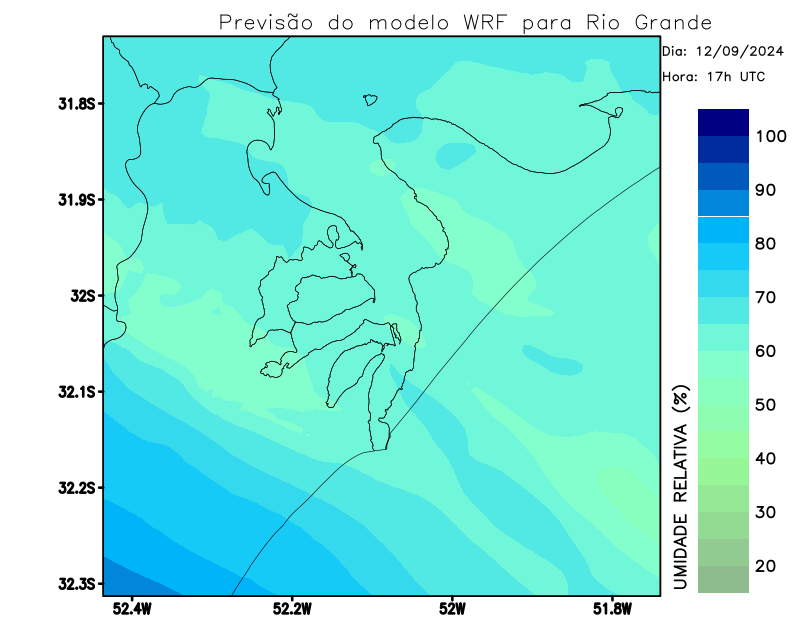 Previsão do modelo WRF para Rio Grande
Dia: 12/09/2024
Hora: 17h UTC
31.8S
31.9S
32S
32.1S
32.2S
32.3S
52.4W
52.2W
52W
51.8W
100
90
80
70
60
50
40
30
20
UMIDADE RELATIVA (%)